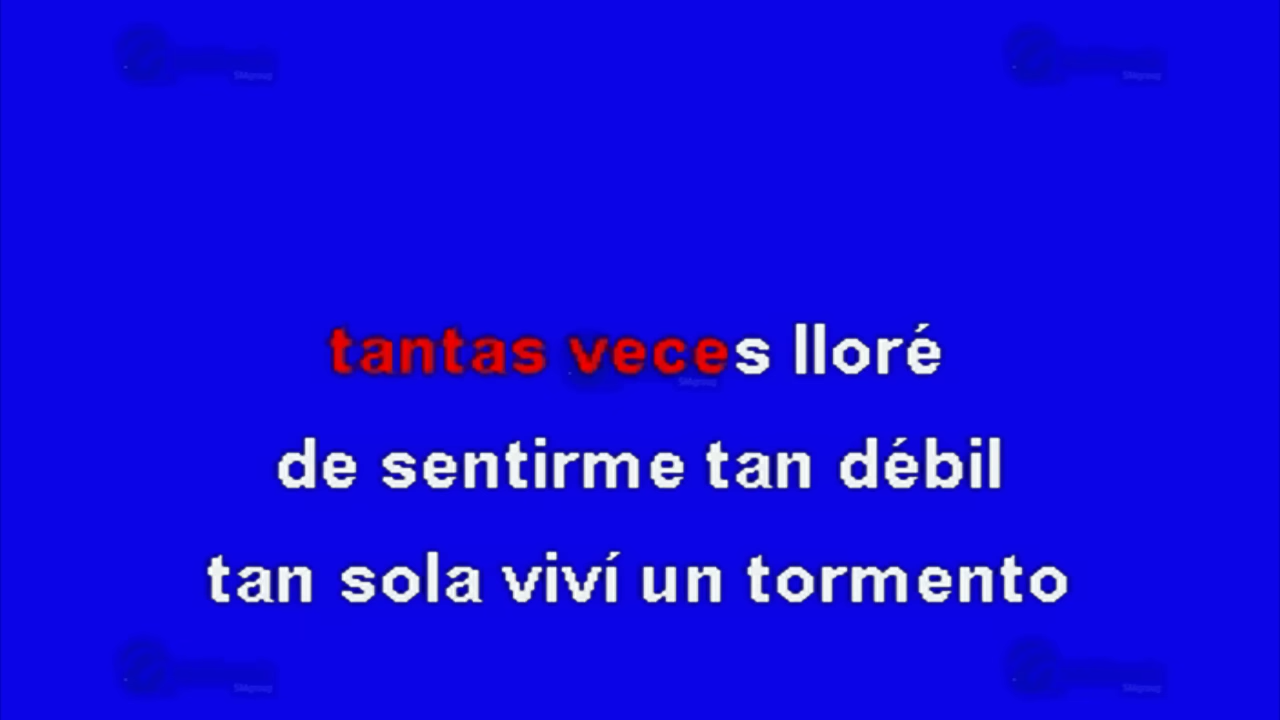 tantas veces lloré
de sentirme tan débil
tan sola viví un tormento